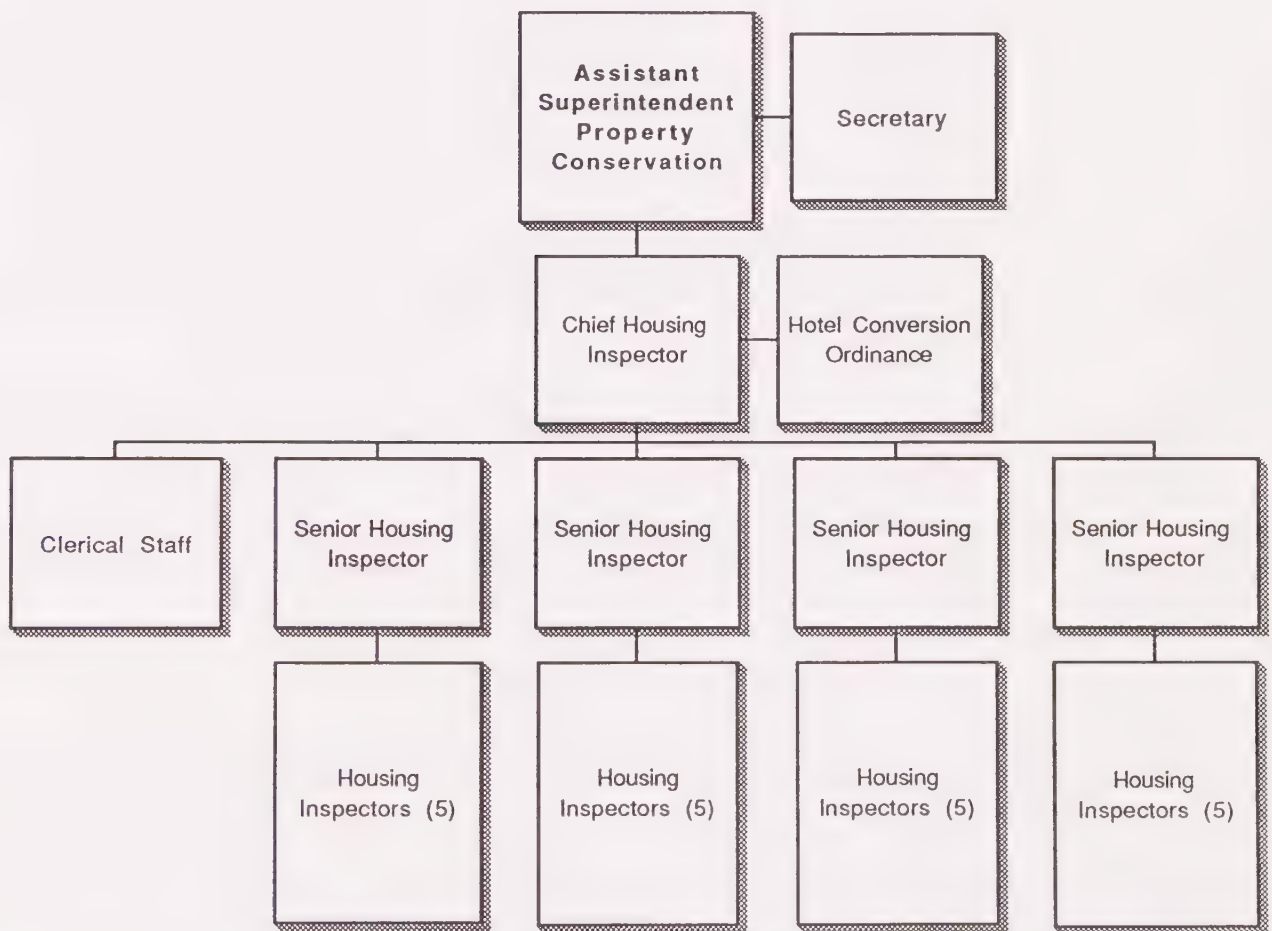 Assistant
Superintendent
Property
Conservation
Secretary
Chief Housing
Inspector
Hotel Conversion
Ordinance
Clerical Staff
Senior Housing
Inspector
Senior Housing
Inspector
Senior Housing
Inspector
Senior Housing
Inspector
Housing
Inspectors (5)
Housing
Inspectors (5)
Housing
Inspectors (5)
Housing
Inspectors (5)